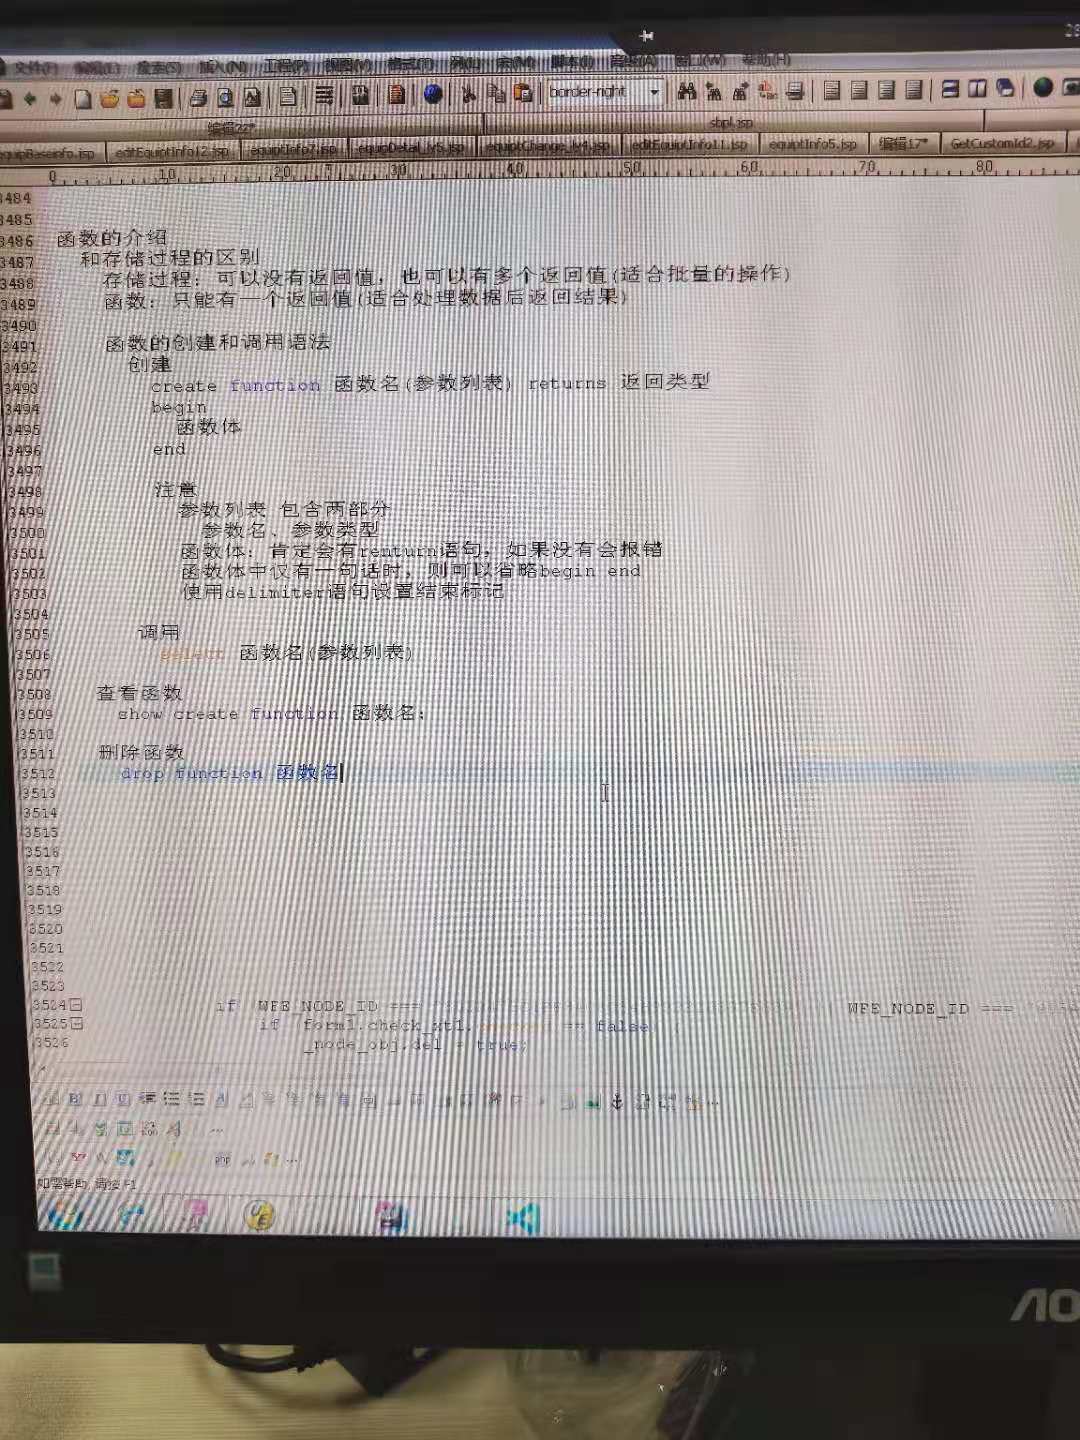 文件(F) 编辑(E) 搜索(S) 插入(N) 工程(P) 视图(V) 格式(T) 列(L) 宏(M) 脚本(I) 高级(A) 窗口(W) 帮助(H)
border-right
编辑22* sbpl.jsp
equipBaseinfo.jsp editEquiptInfo12.jsp equiptInfo7.jsp equipDetail_lv5.jsp equiptChange_lv4.jsp editEquiptInfo11.jsp equiptInfo5.jsp 编辑17* GetCustomId2.jsp
0 10 20 30 40 50 60 70 80
3484
3485
3486 函数的介绍
3487 和存储过程的区别
3488 存储过程: 可以没有返回值, 也可以有多个返回值(适合批量的操作)
3489 函数: 只能有一个返回值(适合处理数据后返回结果)
3490
3491 函数的创建和调用语法
3492 创建
3493 create function 函数名(参数列表) returns 返回类型
3494 begin
3495 函数体
3496 end
3497
3498 注意
3499 参数列表 包含两部分
3500 参数名、参数类型
3501 函数体: 肯定会有renturn语句, 如果没有会报错
3502 函数体中仅有一句话时, 则可以省略begin end
3503 使用delimiter语句设置结束标记
3504
3505 调用
3506 select 函数名(参数列表)
3507
3508 查看函数
3509 show create function 函数名;
3510
3511 删除函数
3512 drop function 函数名
3513
3514
3515
3516
3517
3518
3519
3520
3521
3522
3523
3524 if WFE_NODE_ID === WFE_NODE_ID ===
3525 if form1.check_xt1. == false
3526 _node_obj.del = true;
如需帮助, 请按 F1
AO